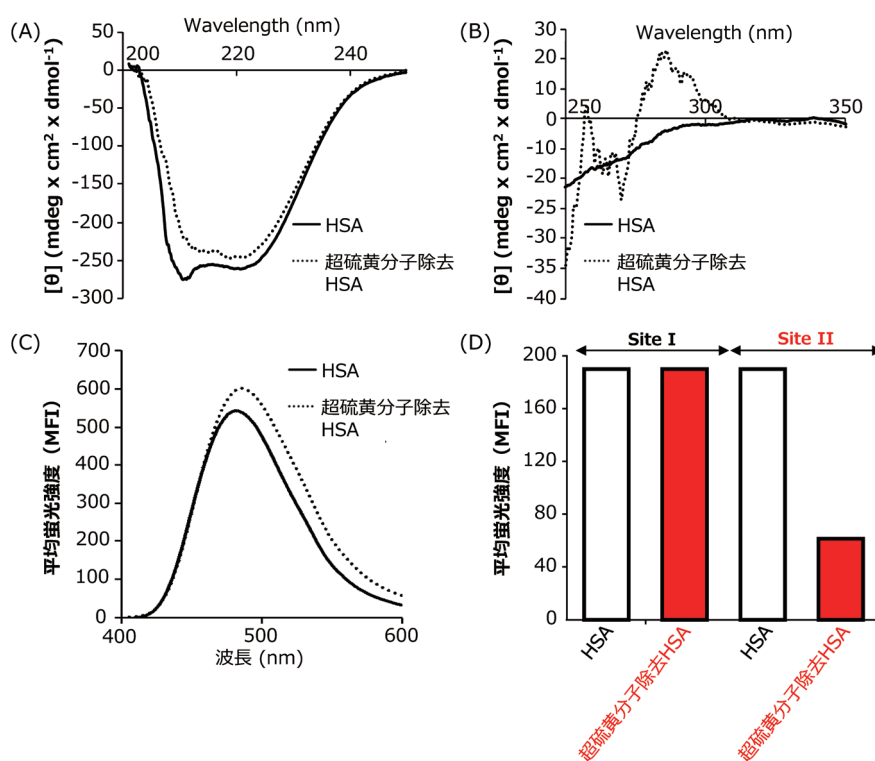 (A)
Wavelength (nm)
50
200
220
240
0
-50
-100
-150
-200
-250
-300
[θ] (mdeg x cm² x dmol⁻¹)
HSA
超硫黄分子除去
HSA
(B)
Wavelength (nm)
30
20
10
250
300
350
0
-5
-10
-20
-30
-35
-40
[θ] (mdeg x cm² x dmol⁻¹)
HSA
超硫黄分子除去
HSA
(C)
700
600
500
400
300
200
100
0
平均蛍光強度 (MFI)
HSA
超硫黄分子除去
HSA
400
500
600
波長 (nm)
(D)
Site I
Site II
190
160
120
80
40
0
平均蛍光強度 (MFI)
HSA
超硫黄分子除去HSA
HSA
超硫黄分子除去HSA